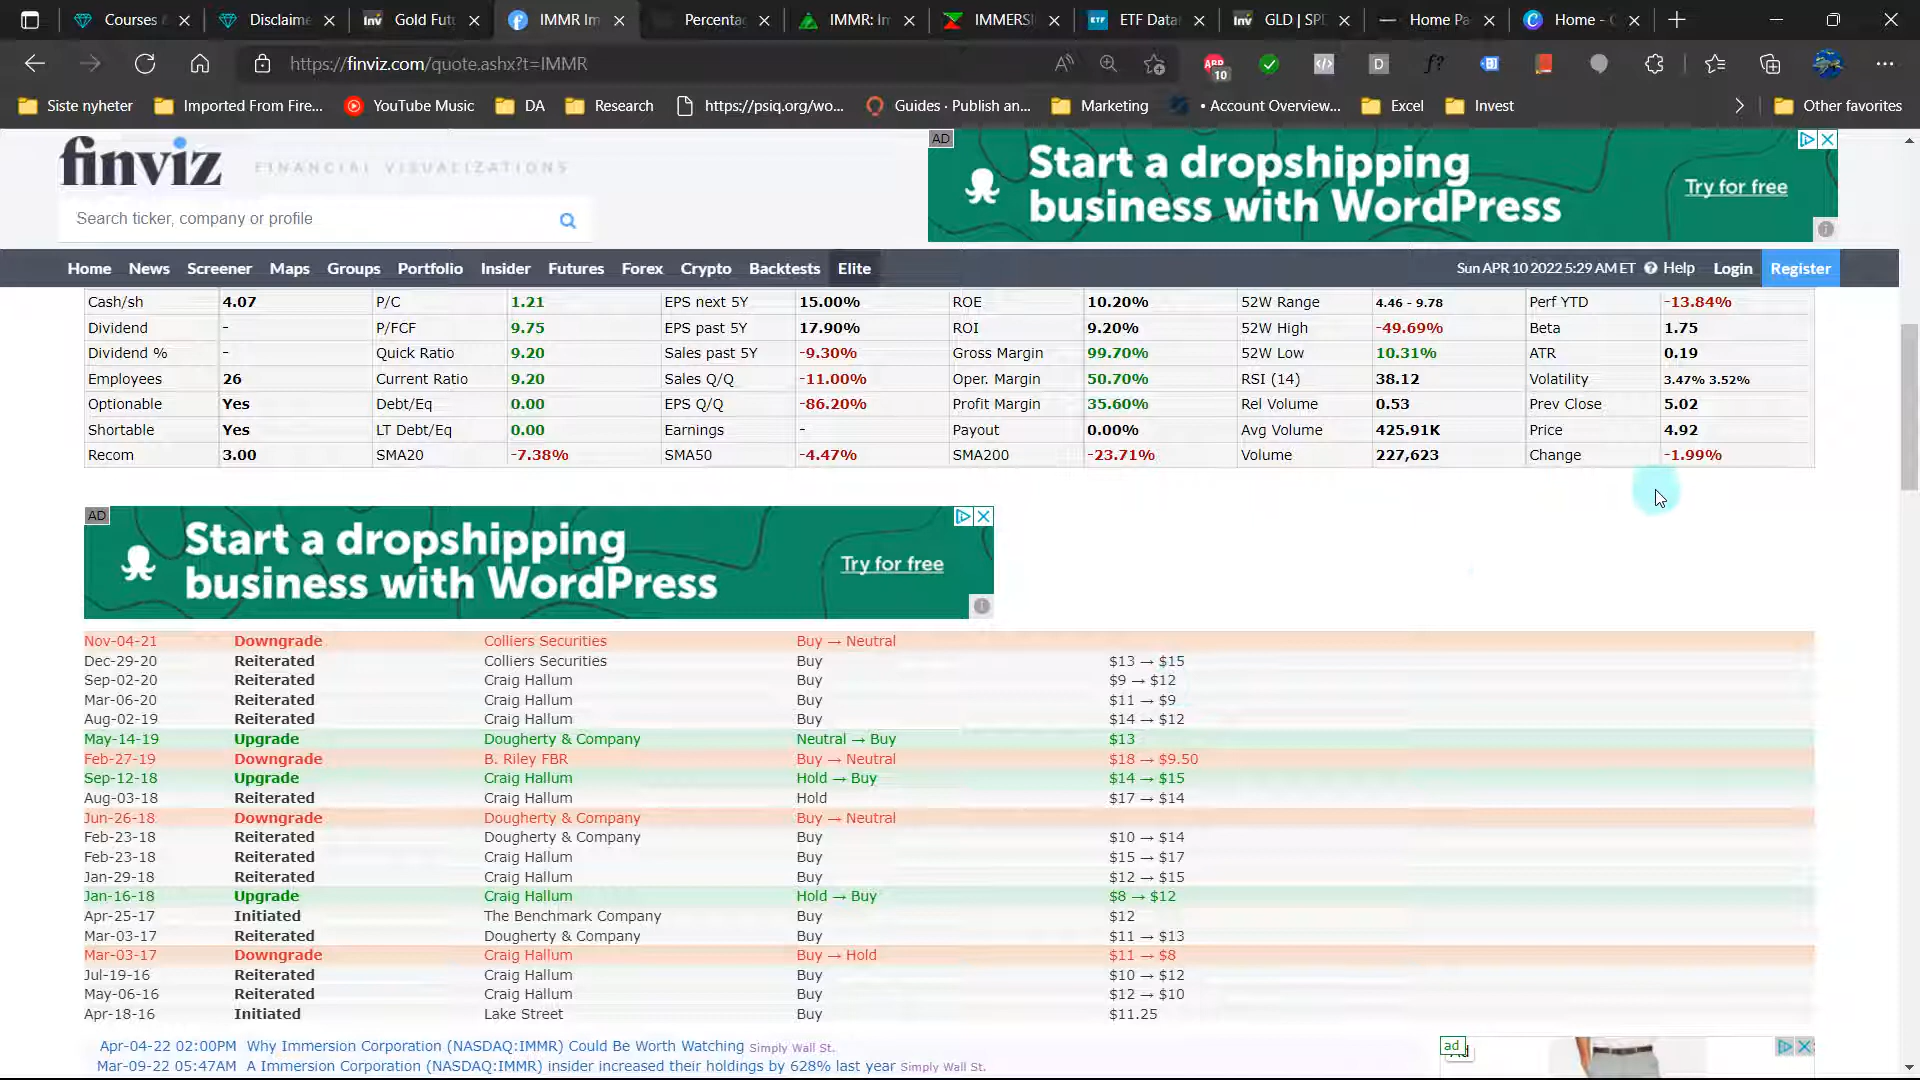 Courses &
Disclaime
Gold Futu
IMMR Im
Percentag
IMMR: Im
IMMERSI
ETF Data
GLD | SPD
Home Pa
Home - C
https://finviz.com/quote.ashx?t=IMMR
10
Siste nyheter
Imported From Fire...
YouTube Music
DA
Research
https://psiq.org/wo...
Guides · Publish an...
Marketing
• Account Overview...
Excel
Invest
Other favorites
finviz FINANCIAL VISUALIZATIONS
Search ticker, company or profile
AD
Start a dropshipping
business with WordPress
Try for free
Home News Screener Maps Groups Portfolio Insider Futures Forex Crypto Backtests Elite Sun APR 10 2022 5:29 AM ET Help Login Register
Cash/sh 4.07 P/C 1.21 EPS next 5Y 15.00% ROE 10.20% 52W Range 4.46 - 9.78 Perf YTD -13.84%
Dividend - P/FCF 9.75 EPS past 5Y 17.90% ROI 9.20% 52W High -49.69% Beta 1.75
Dividend % - Quick Ratio 9.20 Sales past 5Y -9.30% Gross Margin 99.70% 52W Low 10.31% ATR 0.19
Employees 26 Current Ratio 9.20 Sales Q/Q -11.00% Oper. Margin 50.70% RSI (14) 38.12 Volatility 3.47% 3.52%
Optionable Yes Debt/Eq 0.00 EPS Q/Q -86.20% Profit Margin 35.60% Rel Volume 0.53 Prev Close 5.02
Shortable Yes LT Debt/Eq 0.00 Earnings - Payout 0.00% Avg Volume 425.91K Price 4.92
Recom 3.00 SMA20 -7.38% SMA50 -4.47% SMA200 -23.71% Volume 227,623 Change -1.99%
AD
Start a dropshipping
business with WordPress
Try for free
Nov-04-21 Downgrade Colliers Securities Buy → Neutral
Dec-29-20 Reiterated Colliers Securities Buy $13 → $15
Sep-02-20 Reiterated Craig Hallum Buy $9 → $12
Mar-06-20 Reiterated Craig Hallum Buy $11 → $9
Aug-02-19 Reiterated Craig Hallum Buy $14 → $12
May-14-19 Upgrade Dougherty & Company Neutral → Buy $13
Feb-27-19 Downgrade B. Riley FBR Buy → Neutral $18 → $9.50
Sep-12-18 Upgrade Craig Hallum Hold → Buy $14 → $15
Aug-03-18 Reiterated Craig Hallum Hold $17 → $14
Jun-26-18 Downgrade Dougherty & Company Buy → Neutral
Feb-23-18 Reiterated Dougherty & Company Buy $10 → $14
Feb-23-18 Reiterated Craig Hallum Buy $15 → $17
Jan-29-18 Reiterated Craig Hallum Buy $12 → $15
Jan-16-18 Upgrade Craig Hallum Hold → Buy $8 → $12
Apr-25-17 Initiated The Benchmark Company Buy $12
Mar-03-17 Reiterated Dougherty & Company Buy $11 → $13
Mar-03-17 Downgrade Craig Hallum Buy → Hold $11 → $8
Jul-19-16 Reiterated Craig Hallum Buy $10 → $12
May-06-16 Reiterated Craig Hallum Buy $12 → $10
Apr-18-16 Initiated Lake Street Buy $11.25
Apr-04-22 02:00PM Why Immersion Corporation (NASDAQ:IMMR) Could Be Worth Watching Simply Wall St.
Mar-09-22 05:47AM A Immersion Corporation (NASDAQ:IMMR) insider increased their holdings by 628% last year Simply Wall St.
ad